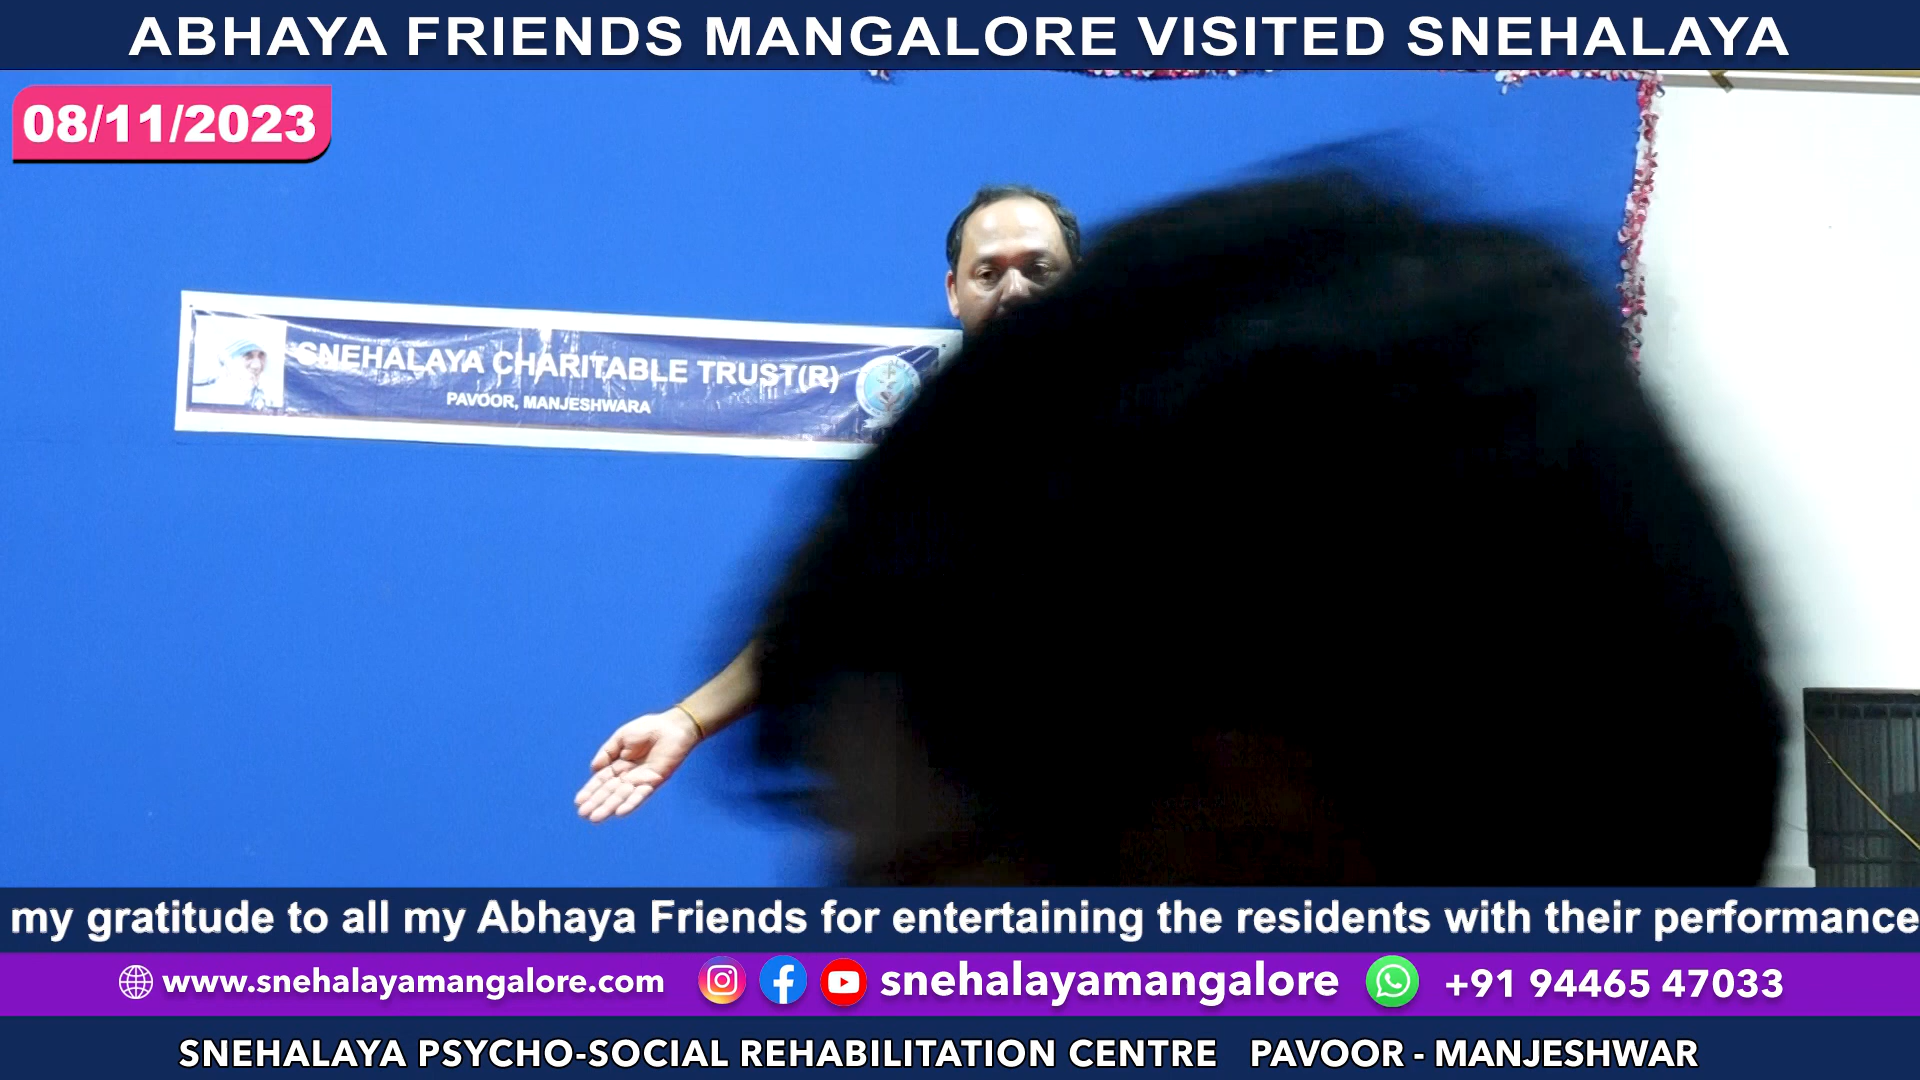 ABHAYA FRIENDS MANGALORE VISITED SNEHALAYA
08/11/2023
SNEHALAYA CHARITABLE TRUST(R)
PAVOOR, MANJESHWARA
my gratitude to all my Abhaya Friends for entertaining the residents with their performance
www.snehalayamangalore.com snehalayamangalore +91 94465 47033
SNEHALAYA PSYCHO-SOCIAL REHABILITATION CENTRE PAVOOR - MANJESHWAR